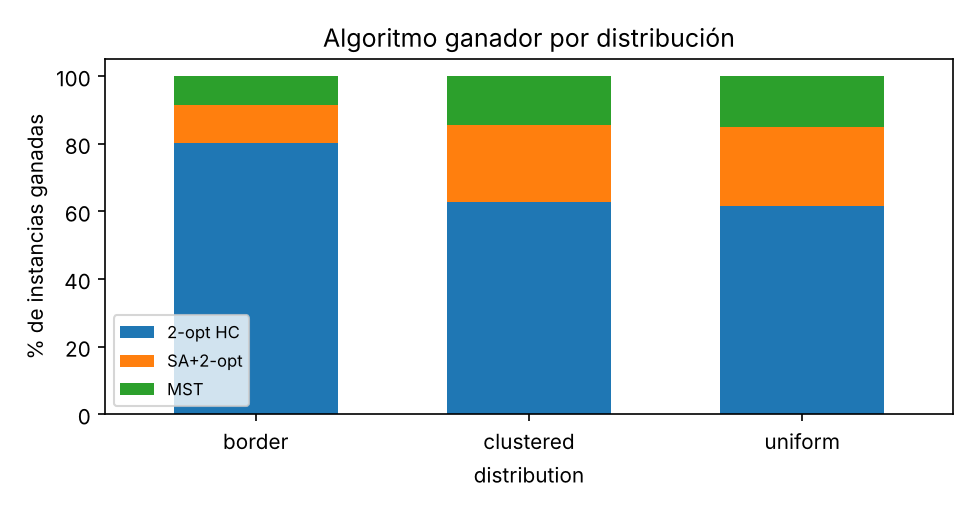 Algoritmo ganador por distribución
% de instancias ganadas
100
80
60
40
20
0
2-opt HC
SA+2-opt
MST
border
clustered
uniform
distribution